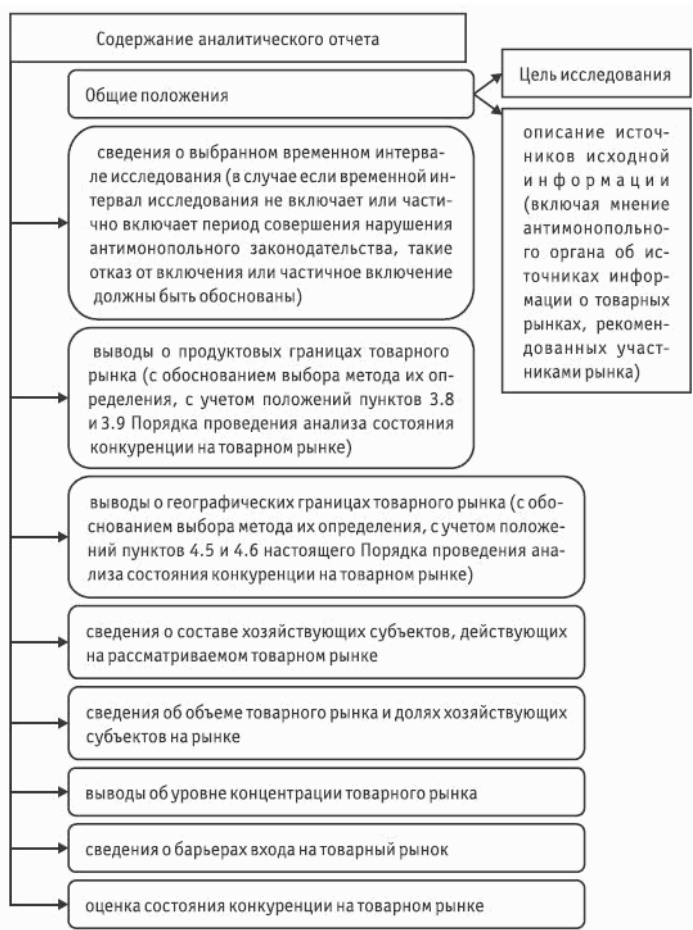 Содержание аналитического отчета
Общие положения
Цель исследования
описание источ-
ников исходной
информации
(включая мнение
антимонопольно-
го органа об ис-
точниках инфор-
мации о товарных
рынках, рекомен-
дованных участ-
никами рынка)
сведения о выбранном временном интерва-
ле исследования (в случае если временной ин-
тервал исследования не включает или части-
чно включает период совершения нарушения
антимонопольного законодательства, такие
отказ от включения или частичное включение
должны быть обоснованы)
выводы о продуктовых границах товарного
рынка (с обоснованием выбора метода их оп-
ределения, с учетом положений пунктов 3.8
и 3.9 Порядка проведения анализа состояния
конкуренции на товарном рынке)
выводы о географических границах товарного рынка (с обо-
снованием выбора метода их определения, с учетом положе-
ний пунктов 4.5 и 4.6 настоящего Порядка проведения ана-
лиза состояния конкуренции на товарном рынке)
сведения о составе хозяйствующих субъектов, действующих
на рассматриваемом товарном рынке
сведения об объеме товарного рынка и долях хозяйствующих
субъектов на рынке
выводы об уровне концентрации товарного рынка
сведения о барьерах входа на товарный рынок
оценка состояния конкуренции на товарном рынке